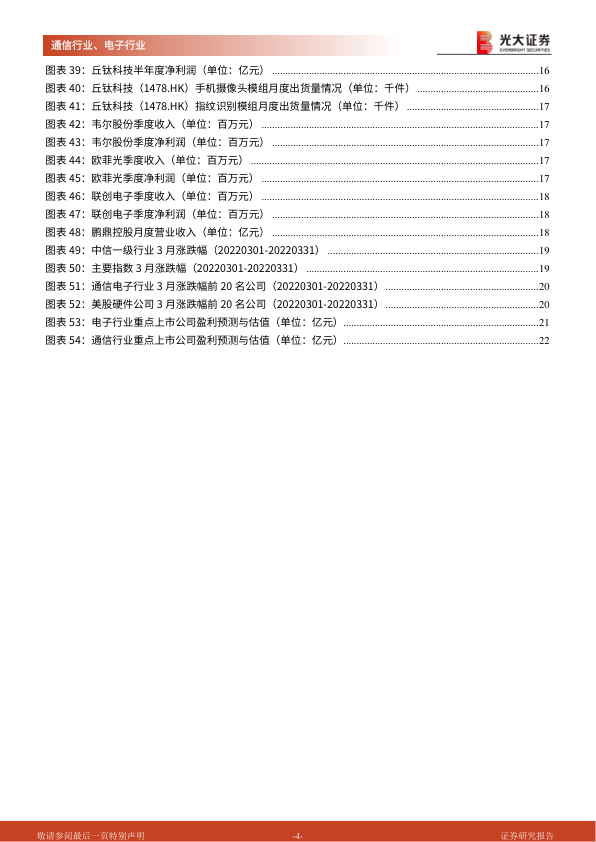 通信行业、电子行业
光大证券
EVERBRIGHT SECURITIES
图表 39：丘钛科技半年度净利润（单位：亿元） ........................................................................................................16
图表 40：丘钛科技（1478.HK）手机摄像头模组月度出货量情况（单位：千件） ................................................16
图表 41：丘钛科技（1478.HK）指纹识别模组月度出货量情况（单位：千件） ....................................................17
图表 42：韦尔股份季度收入（单位：百万元） ............................................................................................................17
图表 43：韦尔股份季度净利润（单位：百万元） ........................................................................................................17
图表 44：欧菲光季度收入（单位：百万元） ................................................................................................................17
图表 45：欧菲光季度净利润（单位：百万元） ............................................................................................................17
图表 46：联创电子季度收入（单位：百万元） ............................................................................................................18
图表 47：联创电子季度净利润（单位：百万元） ........................................................................................................18
图表 48：鹏鼎控股月度营业收入（单位：亿元） ........................................................................................................18
图表 49：中信一级行业 3 月涨跌幅（20220301-20220331） ..................................................................................19
图表 50：主要指数 3 月涨跌幅（20220301-20220331） ..........................................................................................19
图表 51：通信电子行业 3 月涨跌幅前 20 名公司（20220301-20220331） ............................................................20
图表 52：美股硬件公司 3 月涨跌幅前 20 名公司（20220301-20220331） ............................................................20
图表 53：电子行业重点上市公司盈利预测与估值（单位：亿元） ............................................................................21
图表 54：通信行业重点上市公司盈利预测与估值（单位：亿元） ............................................................................22
敬请参阅最后一页特别声明
-4-
证券研究报告